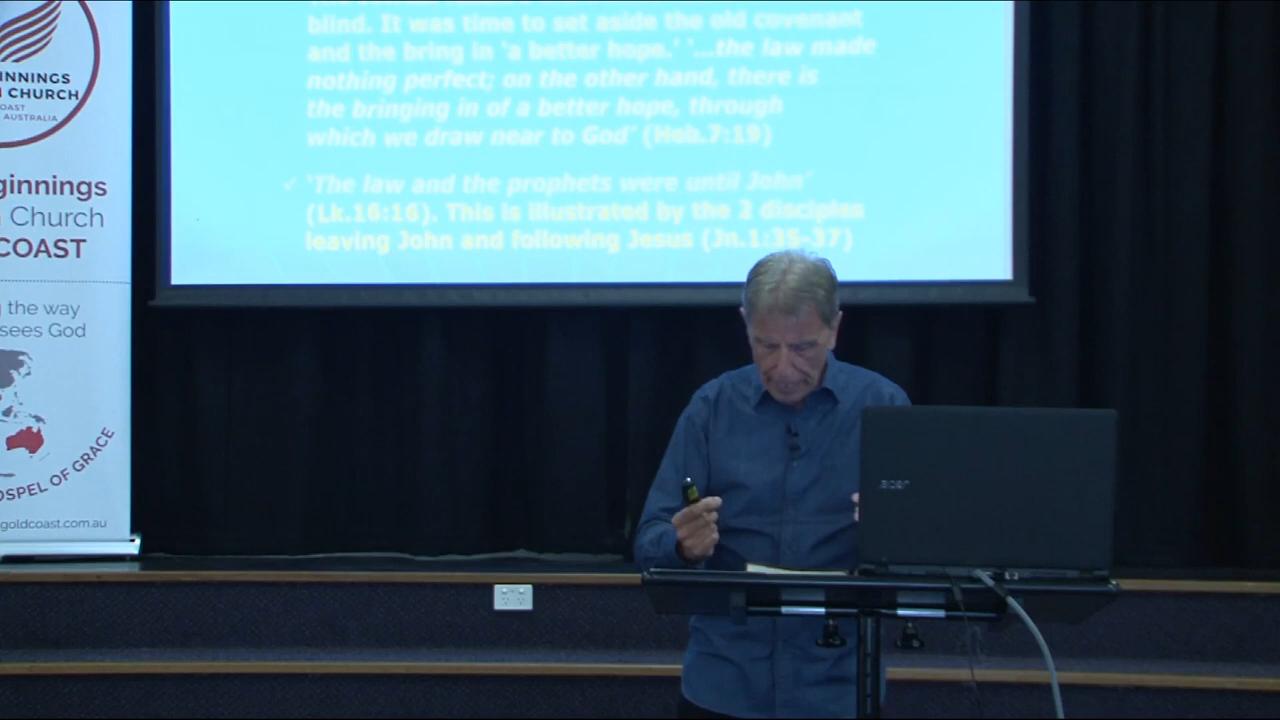 INNINGS
CHURCH
OAST
AUSTRALIA
ginnings
Church
COAST
the way
sees God
OSPEL OF GRACE
goldcoast.com.au
blind. It was time to set aside the old covenant
and the bring in 'a better hope.' '...the law made
nothing perfect; on the other hand, there is
the bringing in of a better hope, through
which we draw near to God' (Heb.7:19)
✓ 'The law and the prophets were until John'
(Lk.16:16). This is illustrated by the 2 disciples
leaving John and following Jesus (Jn.1:35-37)
acer